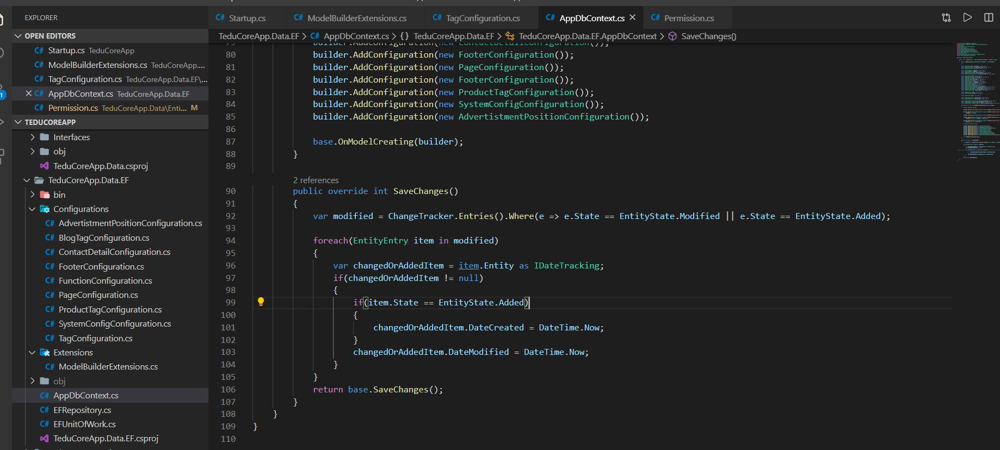 EXPLORER
OPEN EDITORS
C# Startup.cs TeduCoreApp
C# ModelBuilderExtensions.cs TeduCoreApp....
C# TagConfiguration.cs TeduCoreApp.Data.EF\...
C# AppDbContext.cs TeduCoreApp.Data.EF
C# Permission.cs TeduCoreApp.Data\Enti... M
1
TEDUCOREAPP
Interfaces
obj
TeduCoreApp.Data.csproj
TeduCoreApp.Data.EF
bin
Configurations
C# AdvertistmentPositionConfiguration.cs
C# BlogTagConfiguration.cs
C# ContactDetailConfiguration.cs
C# FooterConfiguration.cs
C# FunctionConfiguration.cs
C# PageConfiguration.cs
C# ProductTagConfiguration.cs
C# SystemConfigConfiguration.cs
C# TagConfiguration.cs
Extensions
C# ModelBuilderExtensions.cs
obj
C# AppDbContext.cs
C# EFRepository.cs
C# EFUnitOfWork.cs
TeduCoreApp.Data.EF.csproj
C# Startup.cs C# ModelBuilderExtensions.cs C# TagConfiguration.cs C# AppDbContext.cs C# Permission.cs
TeduCoreApp.Data.EF > C# AppDbContext.cs > {} TeduCoreApp.Data.EF > TeduCoreApp.Data.EF.AppDbContext > SaveChanges()
79 builder.AddConfiguration(new ContactDetailConfiguration());
80 builder.AddConfiguration(new FooterConfiguration());
81 builder.AddConfiguration(new PageConfiguration());
82 builder.AddConfiguration(new FooterConfiguration());
83 builder.AddConfiguration(new ProductTagConfiguration());
84 builder.AddConfiguration(new SystemConfigConfiguration());
85 builder.AddConfiguration(new AdvertistmentPositionConfiguration());
86
87 base.OnModelCreating(builder);
88 }
89
2 references
90 public override int SaveChanges()
91 {
92 var modified = ChangeTracker.Entries().Where(e => e.State == EntityState.Modified || e.State == EntityState.Added);
93
94 foreach(EntityEntry item in modified)
95 {
96 var changedOrAddedItem = item.Entity as IDateTracking;
97 if(changedOrAddedItem != null)
98 {
99 if(item.State == EntityState.Added)
100 {
101 changedOrAddedItem.DateCreated = DateTime.Now;
102 }
103 changedOrAddedItem.DateModified = DateTime.Now;
104 }
105 }
106 return base.SaveChanges();
107 }
108 }
109 }
110